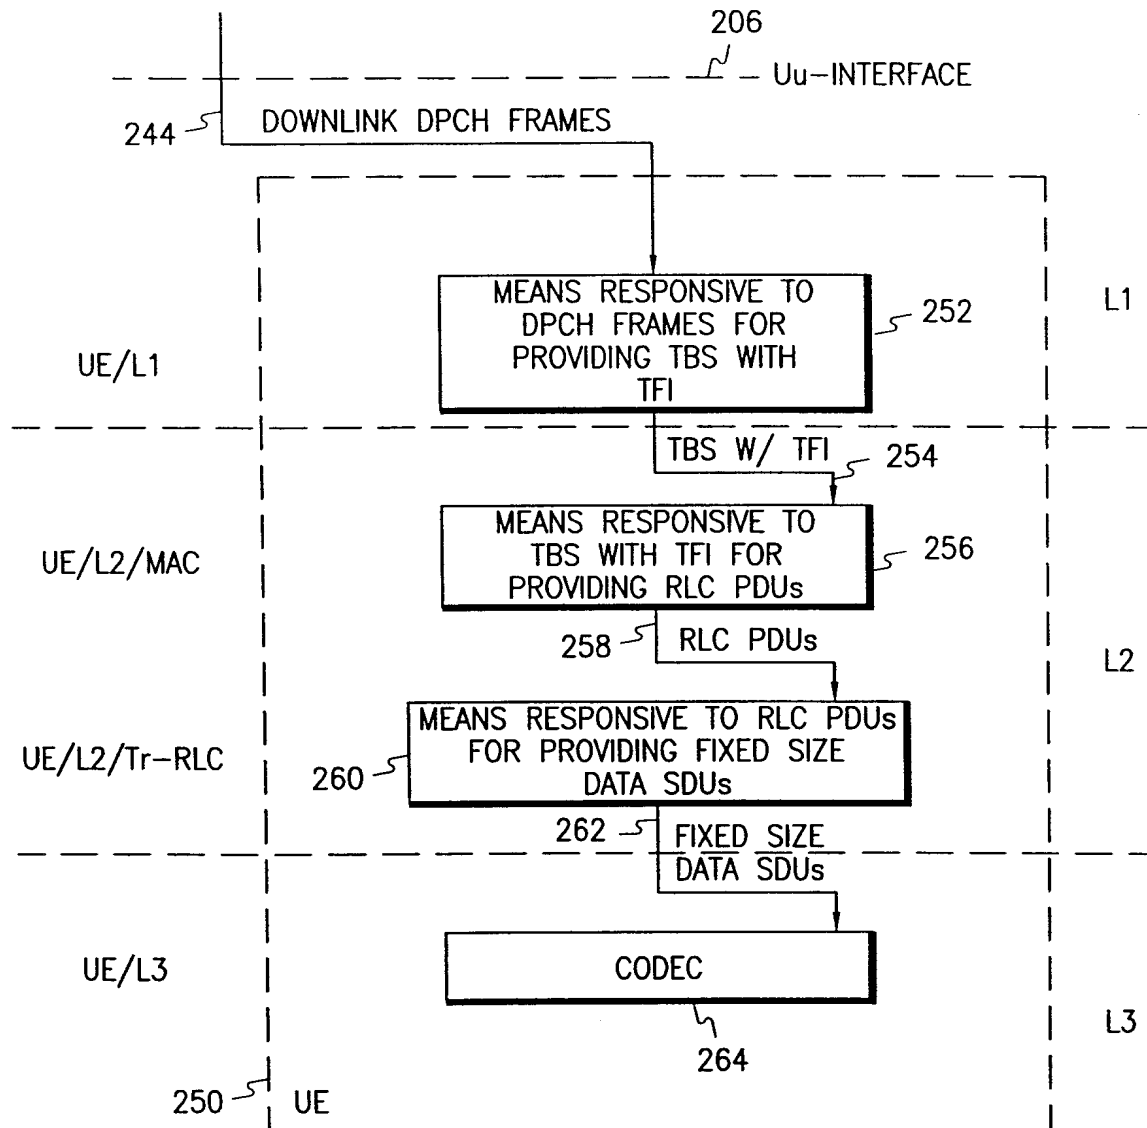 206
Uu-INTERFACE
244
DOWNLINK DPCH FRAMES
MEANS RESPONSIVE TO
DPCH FRAMES FOR
PROVIDING TBS WITH
TFI
252
L1
UE/L1
TBS W/ TFI
254
MEANS RESPONSIVE TO
TBS WITH TFI FOR
PROVIDING RLC PDUs
256
UE/L2/MAC
258
RLC PDUs
L2
MEANS RESPONSIVE TO RLC PDUs
FOR PROVIDING FIXED SIZE
DATA SDUs
UE/L2/Tr-RLC
260
262
FIXED SIZE
DATA SDUs
UE/L3
CODEC
L3
264
250
UE